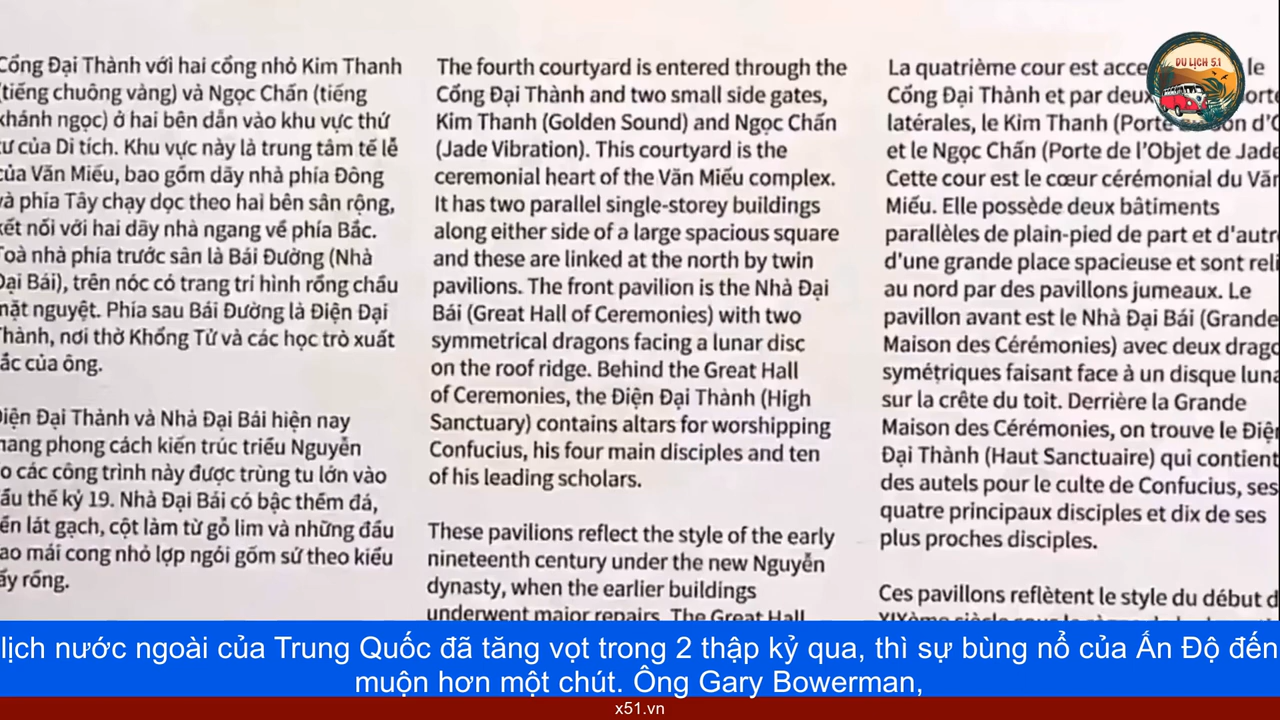 Cổng Đại Thành với hai cổng nhỏ Kim Thanh
(tiếng chuông vàng) và Ngọc Chấn (tiếng
khánh ngọc) ở hai bên dẫn vào khu vực thứ
tư của Di tích. Khu vực này là trung tâm tế lễ
của Văn Miếu, bao gồm dãy nhà phía Đông
và phía Tây chạy dọc theo hai bên sân rộng,
kết nối với hai dãy nhà ngang về phía Bắc.
Toà nhà phía trước sân là Bái Đường (Nhà
Đại Bái), trên nóc có trang trí hình rồng chầu
mặt nguyệt. Phía sau Bái Đường là Điện Đại
Thành, nơi thờ Khổng Tử và các học trò xuất
sắc của ông.
Điện Đại Thành và Nhà Đại Bái hiện nay
mang phong cách kiến trúc triều Nguyễn
do các công trình này được trùng tu lớn vào
đầu thế kỷ 19. Nhà Đại Bái có bậc thềm đá,
nền lát gạch, cột làm từ gỗ lim và những đầu
đao mái cong nhỏ lợp ngói gốm sứ theo kiểu
vẩy rồng.
The fourth courtyard is entered through the
Cổng Đại Thành and two small side gates,
Kim Thanh (Golden Sound) and Ngọc Chấn
(Jade Vibration). This courtyard is the
ceremonial heart of the Văn Miếu complex.
It has two parallel single-storey buildings
along either side of a large spacious square
and these are linked at the north by twin
pavilions. The front pavilion is the Nhà Đại
Bái (Great Hall of Ceremonies) with two
symmetrical dragons facing a lunar disc
on the roof ridge. Behind the Great Hall
of Ceremonies, the Điện Đại Thành (High
Sanctuary) contains altars for worshipping
Confucius, his four main disciples and ten
of his leading scholars.
These pavilions reflect the style of the early
nineteenth century under the new Nguyễn
dynasty, when the earlier buildings
underwent major repairs. The Great Hall
La quatrième cour est le
Cổng Đại Thành et par deux
latérales, le Kim Thanh (Porte
et le Ngọc Chấn (Porte de l'Objet de Jade
Cette cour est le cœur cérémonial du Văn
Miếu. Elle possède deux bâtiments
parallèles de plain-pied de part et d'autre
d'une grande place spacieuse et sont
au nord par des pavillons jumeaux. Le
pavillon avant est le Nhà Đại Bái (Grande
Maison des Cérémonies) avec deux
symétriques faisant face à un disque
sur la crête du toit. Derrière la Grande
Maison des Cérémonies, on trouve le Điện
Đại Thành (Haut Sanctuaire) qui contient
des autels pour le culte de Confucius, ses
quatre principaux disciples et dix de ses
plus proches disciples.
Ces pavillons reflètent le style du début
DU LỊCH 5.1
lịch nước ngoài của Trung Quốc đã tăng vọt trong 2 thập kỷ qua, thì sự bùng nổ của Ấn Độ đến
muộn hơn một chút. Ông Gary Bowerman,
x51.vn